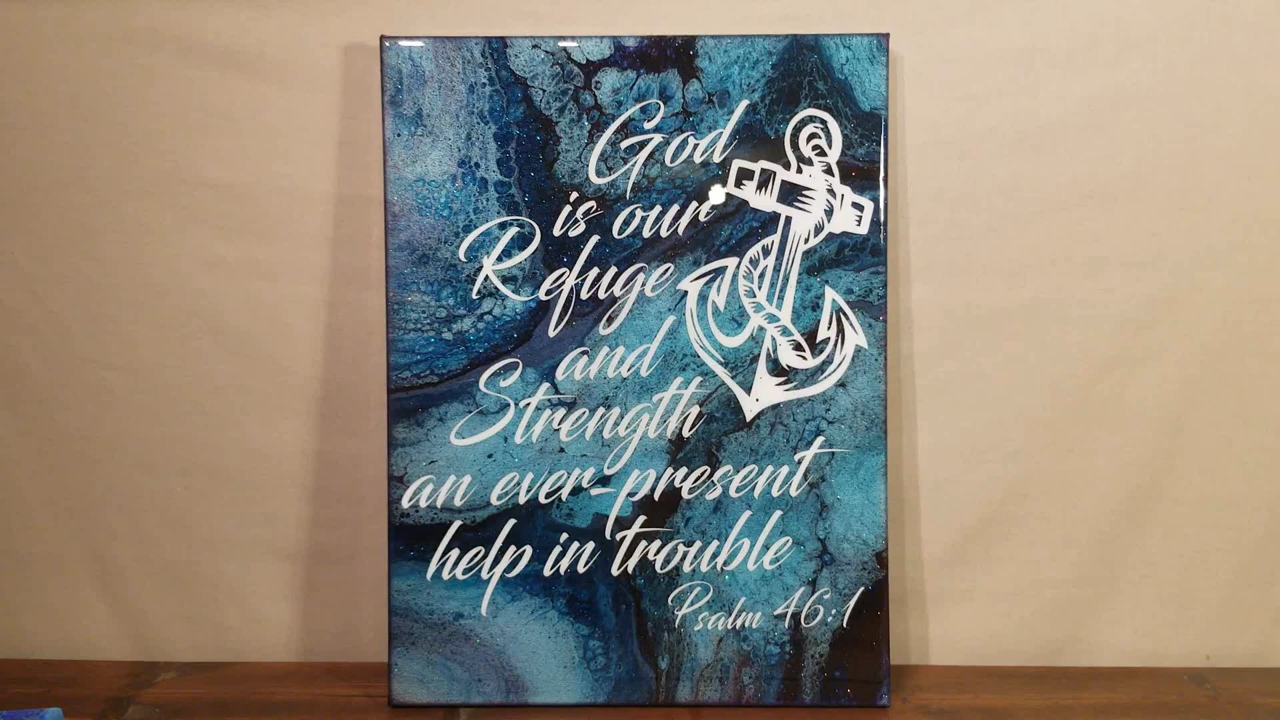 God
is our
Refuge
and
Strength
an ever-present
help in trouble
Psalm 46:1